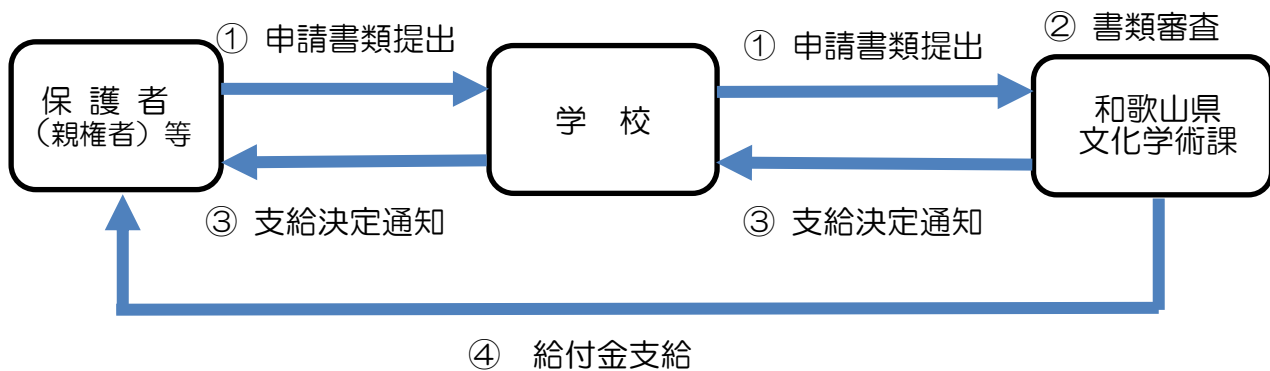 ① 申請書類提出
① 申請書類提出
② 書類審査
保 護 者
（親権者）等
学 校
和歌山県
文化学術課
③ 支給決定通知
③ 支給決定通知
④ 給付金支給